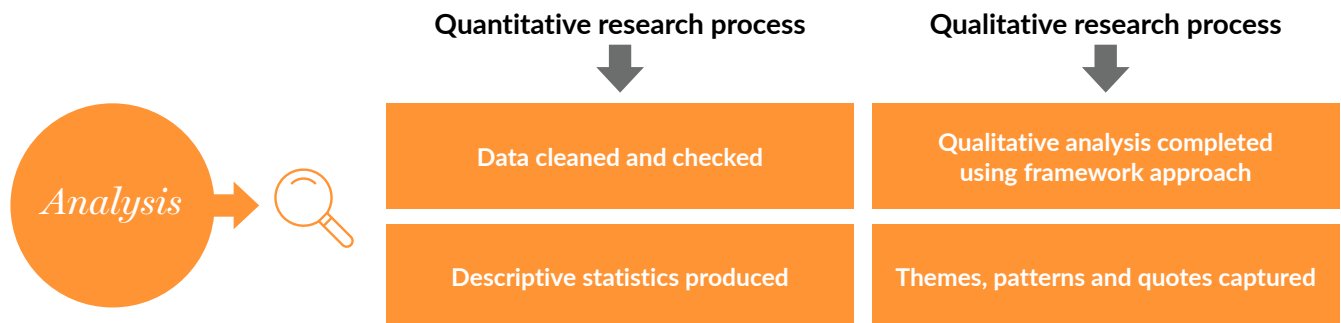 Quantitative research process
Qualitative research process
Analysis
Data cleaned and checked
Qualitative analysis completed
using framework approach
Descriptive statistics produced
Themes, patterns and quotes captured